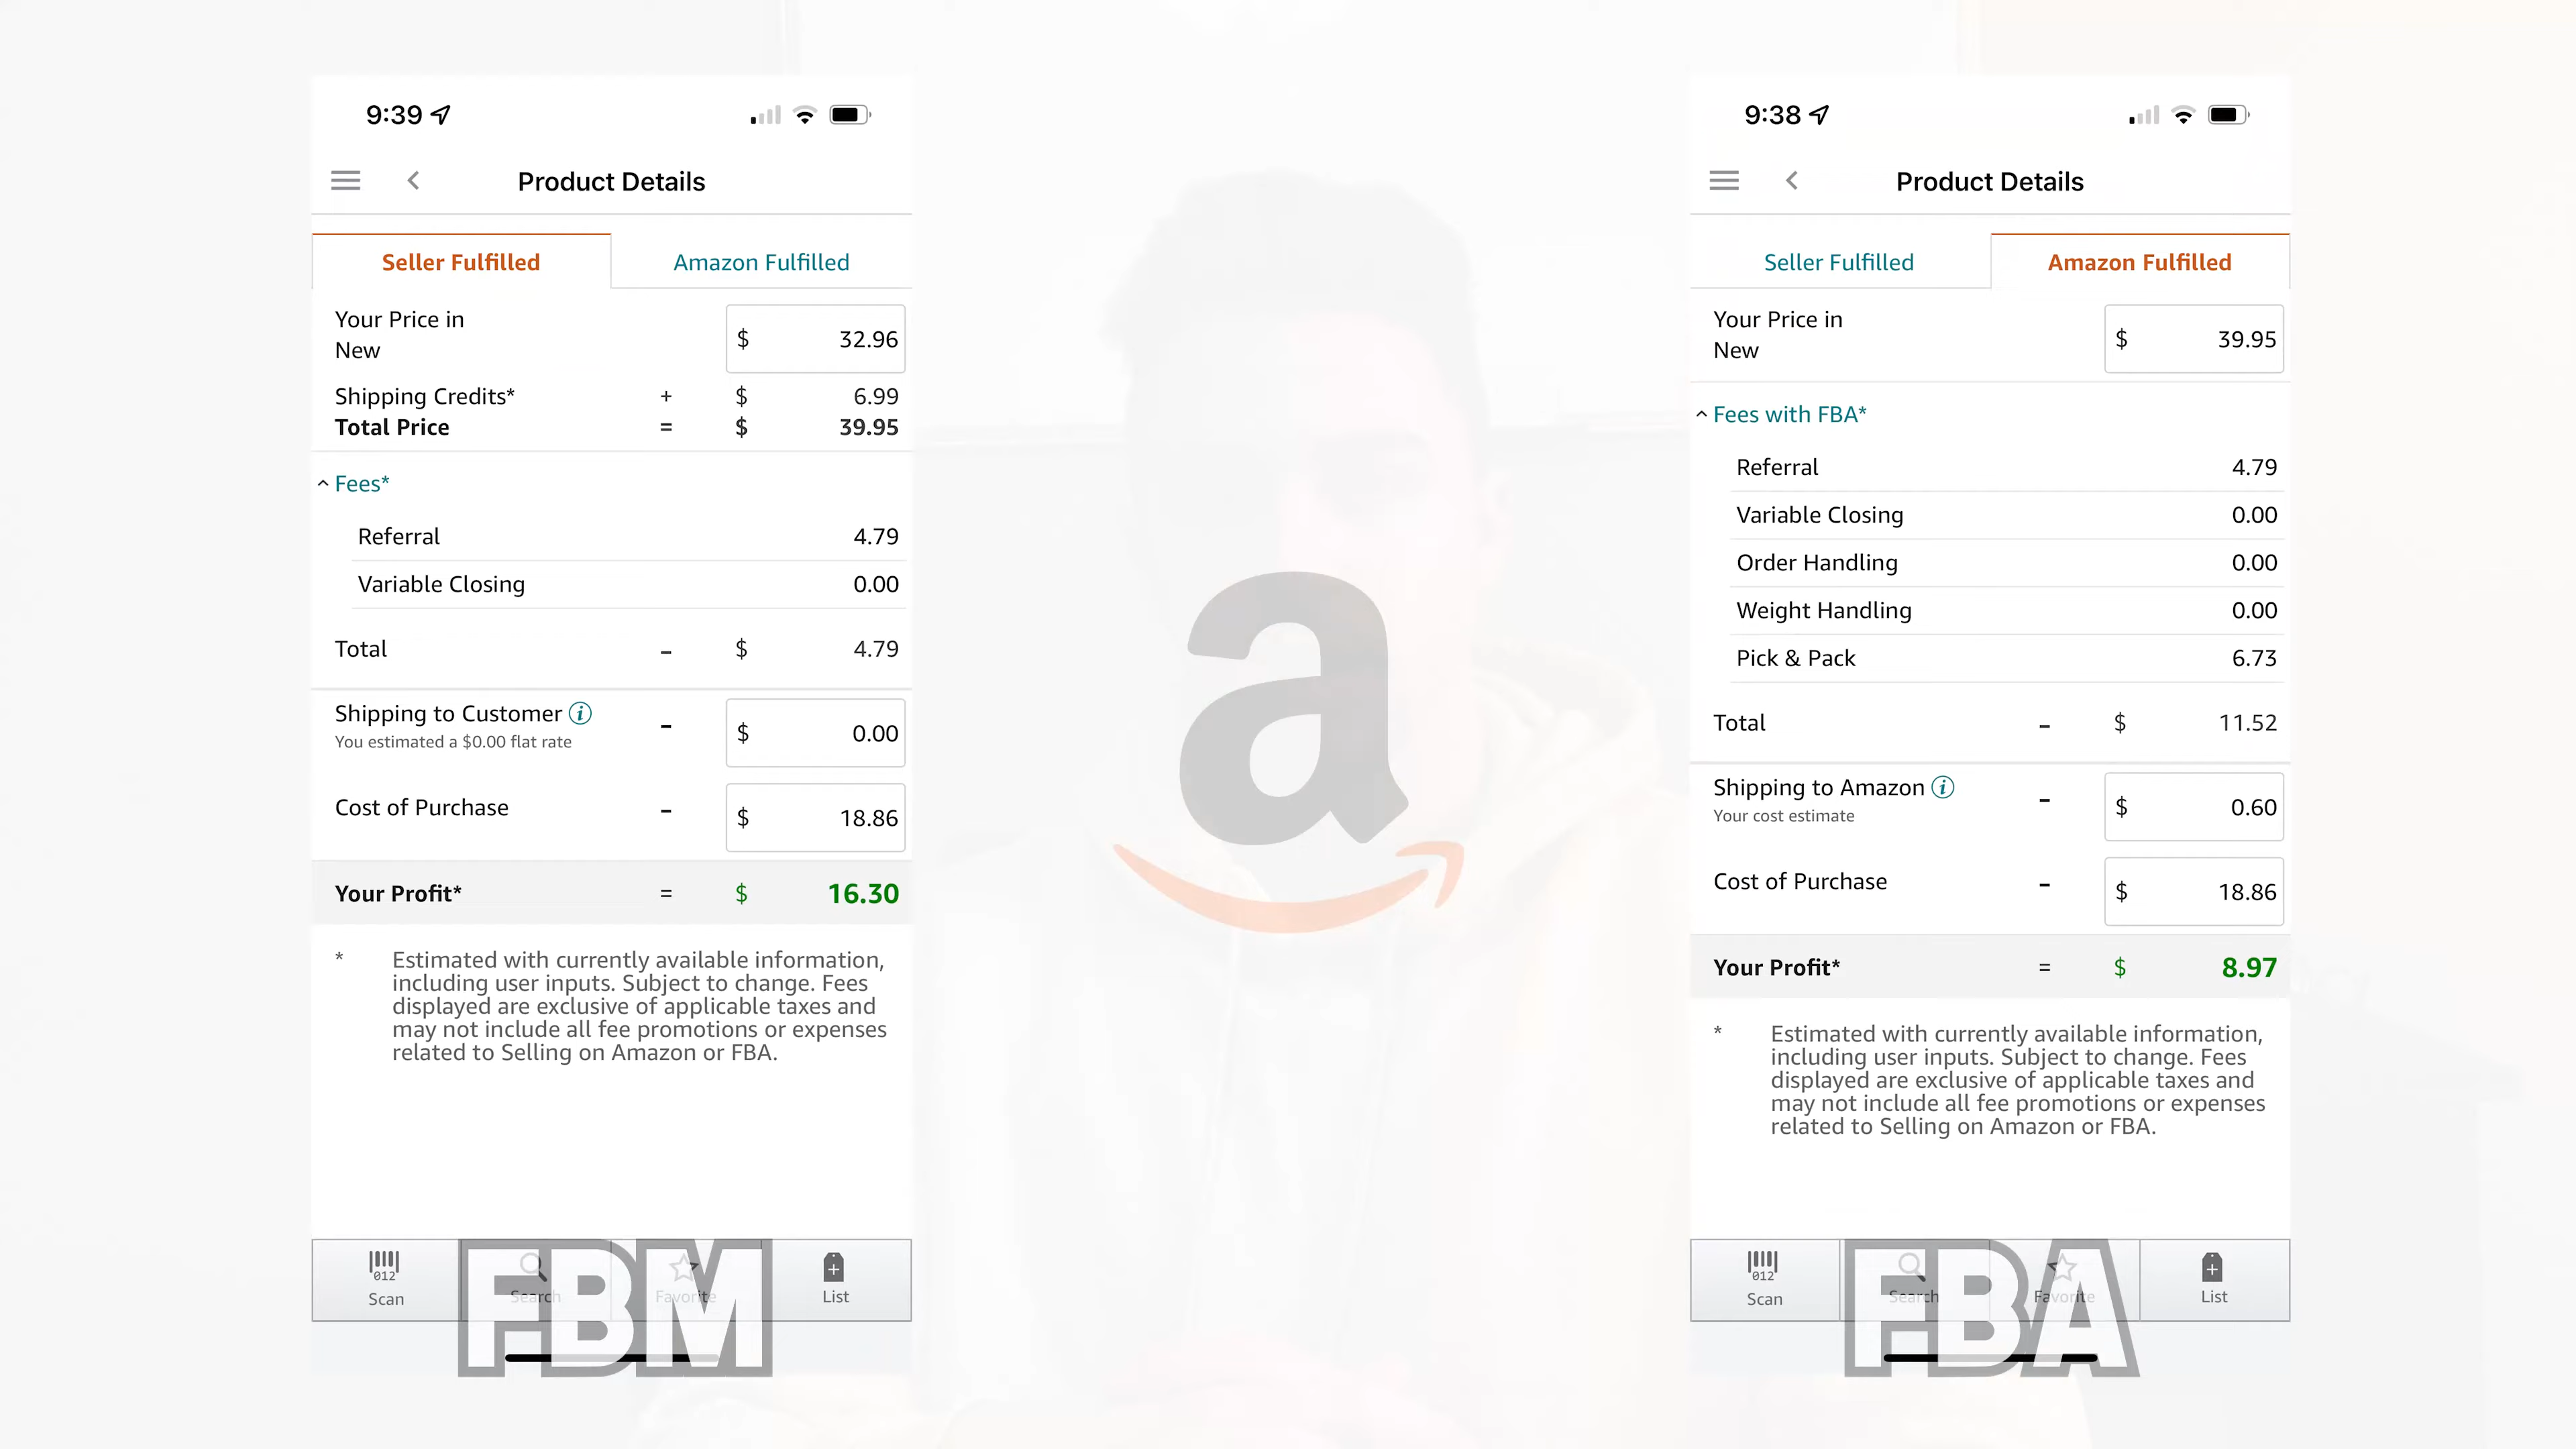 9:39
Product Details
Seller Fulfilled
Amazon Fulfilled
Your Price in
New
$ 32.96
Shipping Credits* + $ 6.99
Total Price = $ 39.95
Fees*
Referral 4.79
Variable Closing 0.00
Total - $ 4.79
Shipping to Customer i - $ 0.00
You estimated a $0.00 flat rate
Cost of Purchase - $ 18.86
Your Profit* = $ 16.30
* Estimated with currently available information,
including user inputs. Subject to change. Fees
displayed are exclusive of applicable taxes and
may not include all fee promotions or expenses
related to Selling on Amazon or FBA.
012
Scan
Search
Favorite
List
FBM
a
9:38
Product Details
Seller Fulfilled
Amazon Fulfilled
Your Price in
New
$ 39.95
Fees with FBA*
Referral 4.79
Variable Closing 0.00
Order Handling 0.00
Weight Handling 0.00
Pick & Pack 6.73
Total - $ 11.52
Shipping to Amazon i - $ 0.60
Your cost estimate
Cost of Purchase - $ 18.86
Your Profit* = $ 8.97
* Estimated with currently available information,
including user inputs. Subject to change. Fees
displayed are exclusive of applicable taxes and
may not include all fee promotions or expenses
related to Selling on Amazon or FBA.
012
Scan
Search
Favorite
List
FBA